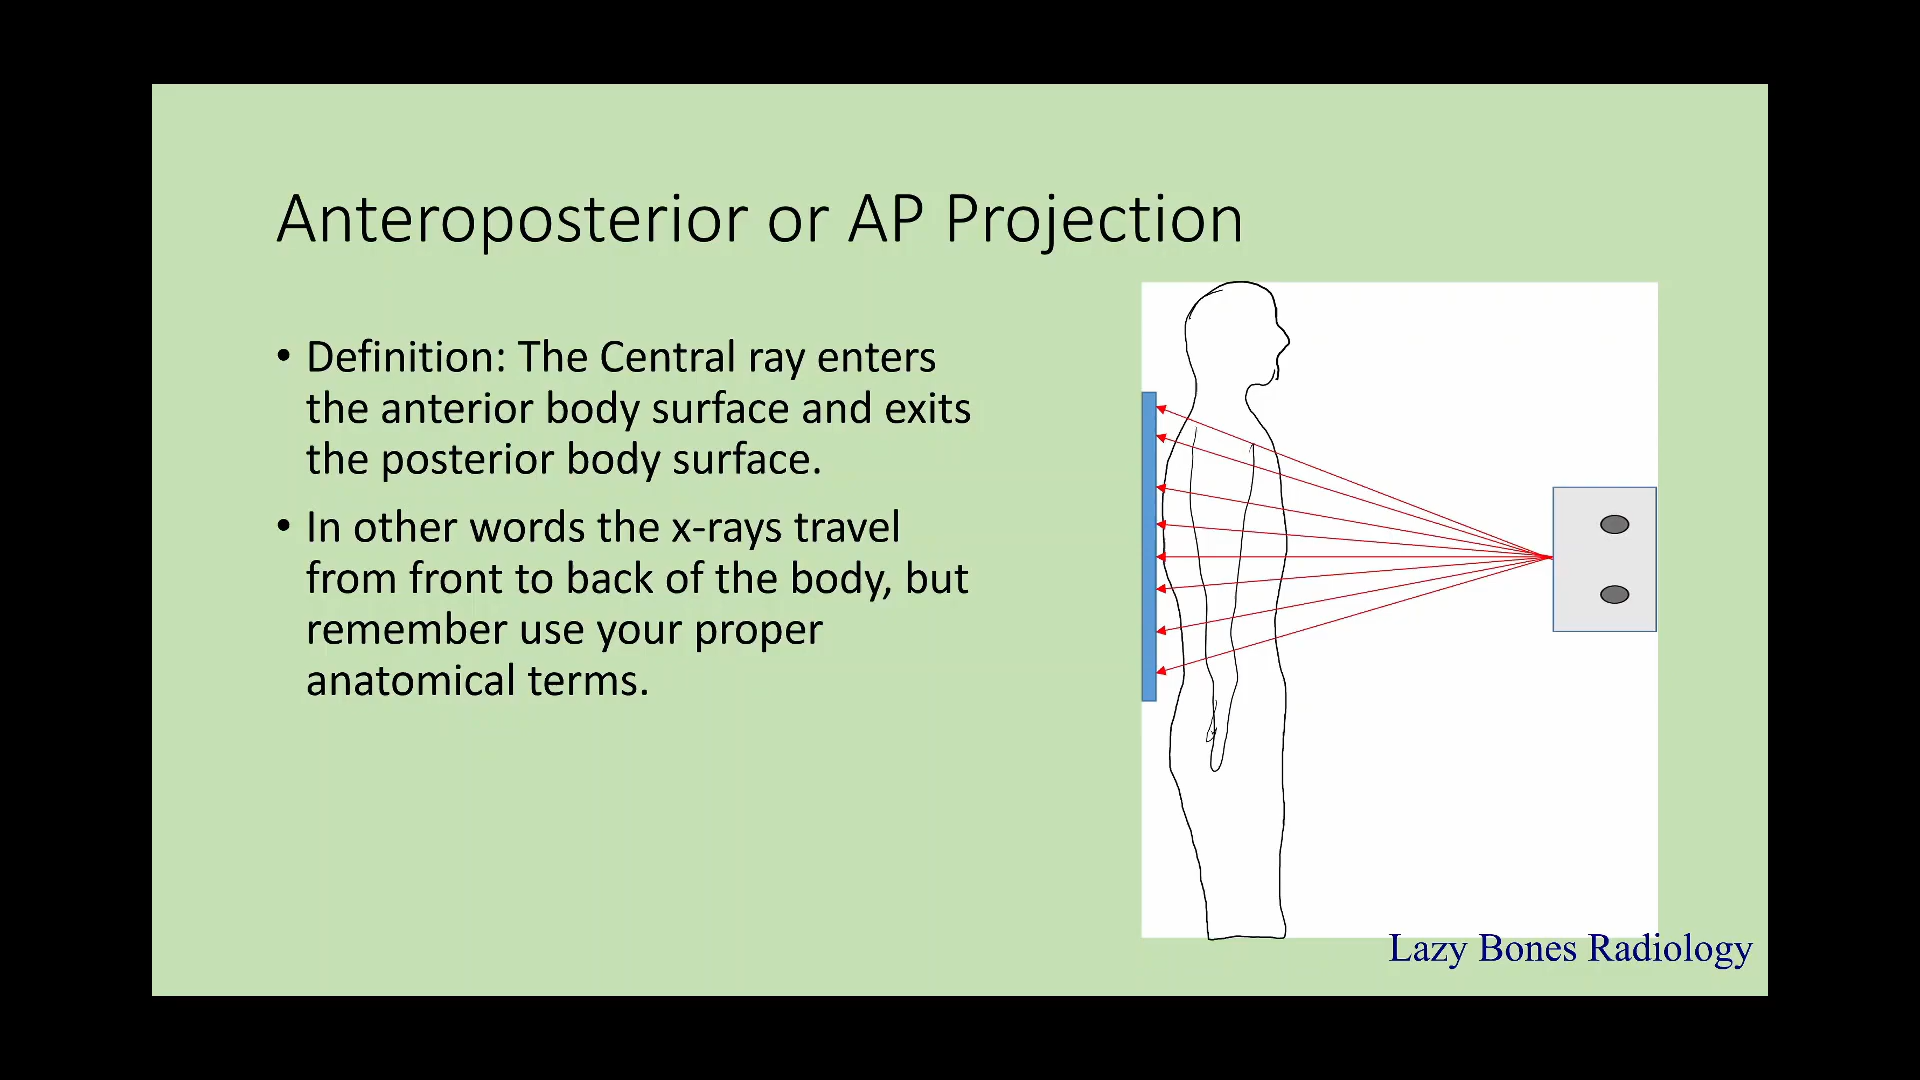 Anteroposterior or AP Projection
• Definition: The Central ray enters
the anterior body surface and exits
the posterior body surface.
• In other words the x-rays travel
from front to back of the body, but
remember use your proper
anatomical terms.
Lazy Bones Radiology